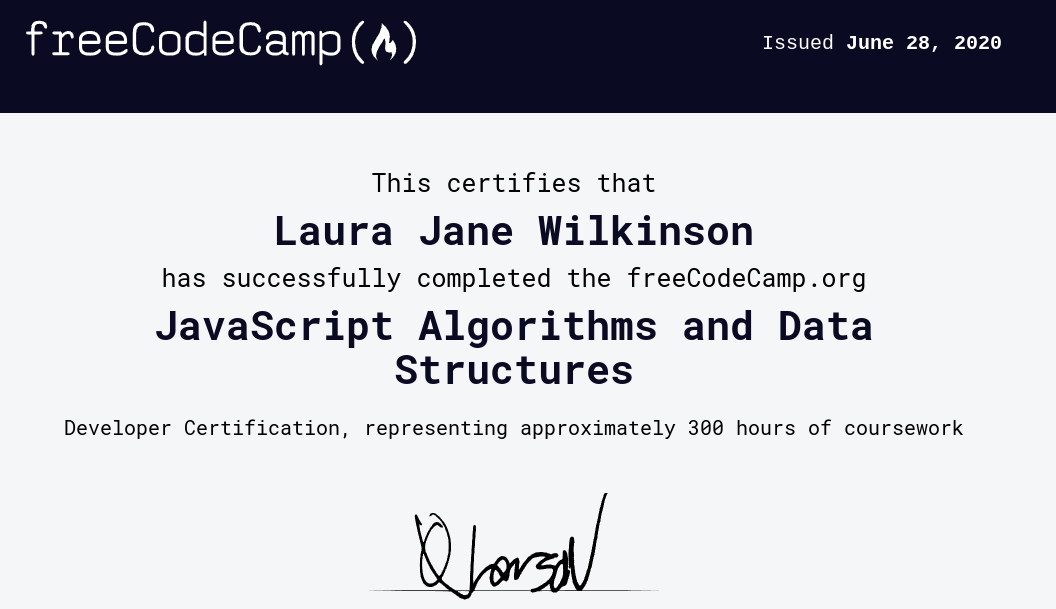 freeCodeCamp
Issued June 28, 2020
This certifies that
Laura Jane Wilkinson
has successfully completed the freeCodeCamp.org
JavaScript Algorithms and Data
Structures
Developer Certification, representing approximately 300 hours of coursework